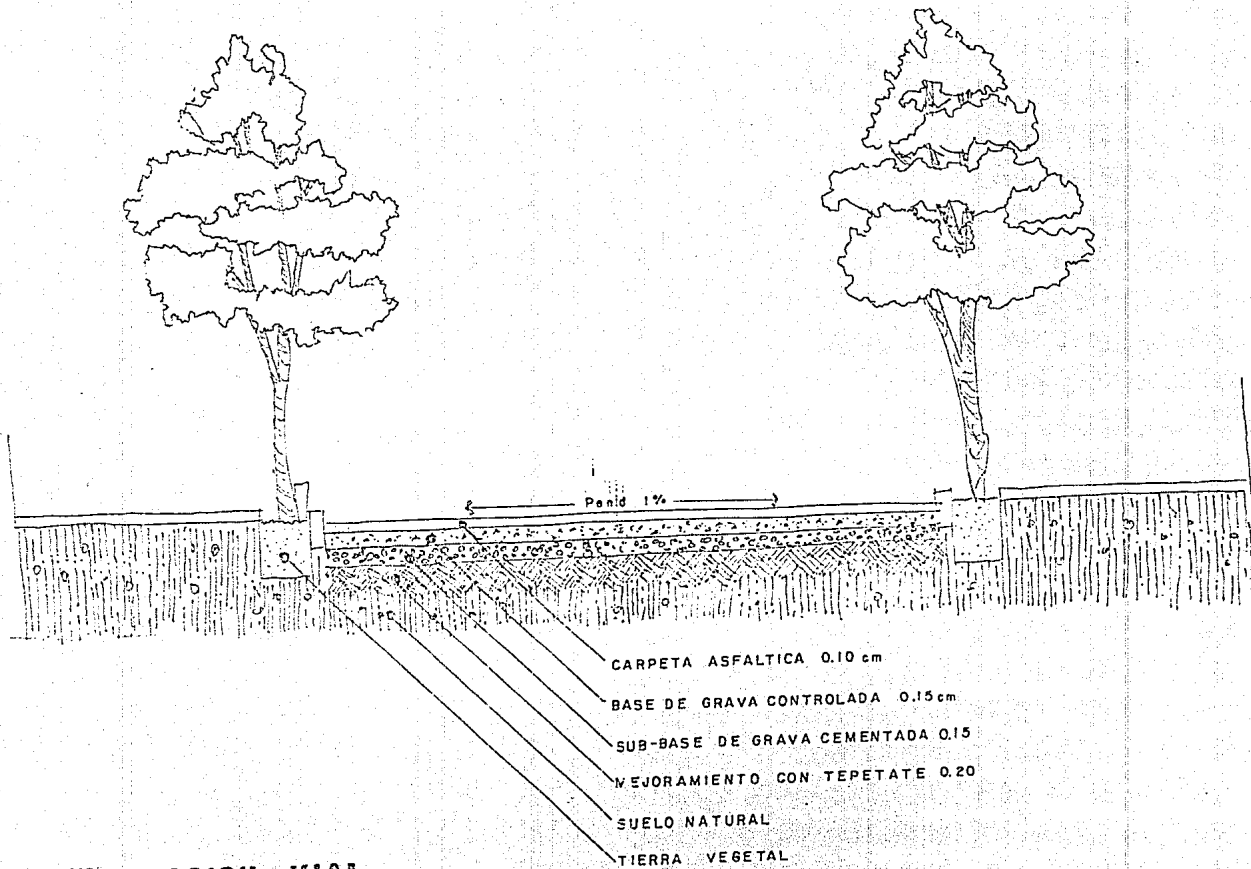 Pend 1%
CARPETA ASFALTICA 0.10 cm
BASE DE GRAVA CONTROLADA 0.15 cm
SUB-BASE DE GRAVA CEMENTADA 0.15
MEJORAMIENTO CON TEPETATE 0.20
SUELO NATURAL
TIERRA VEGETAL